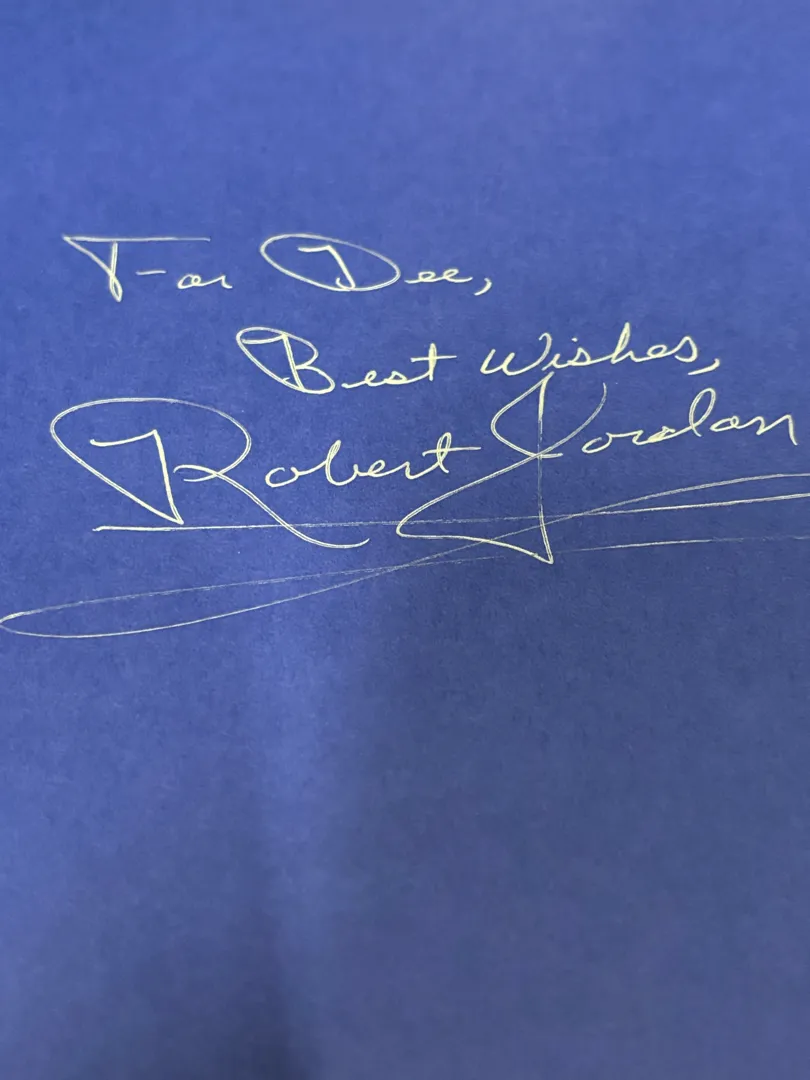 For Dee,
Best Wishes,
Robert Jordan